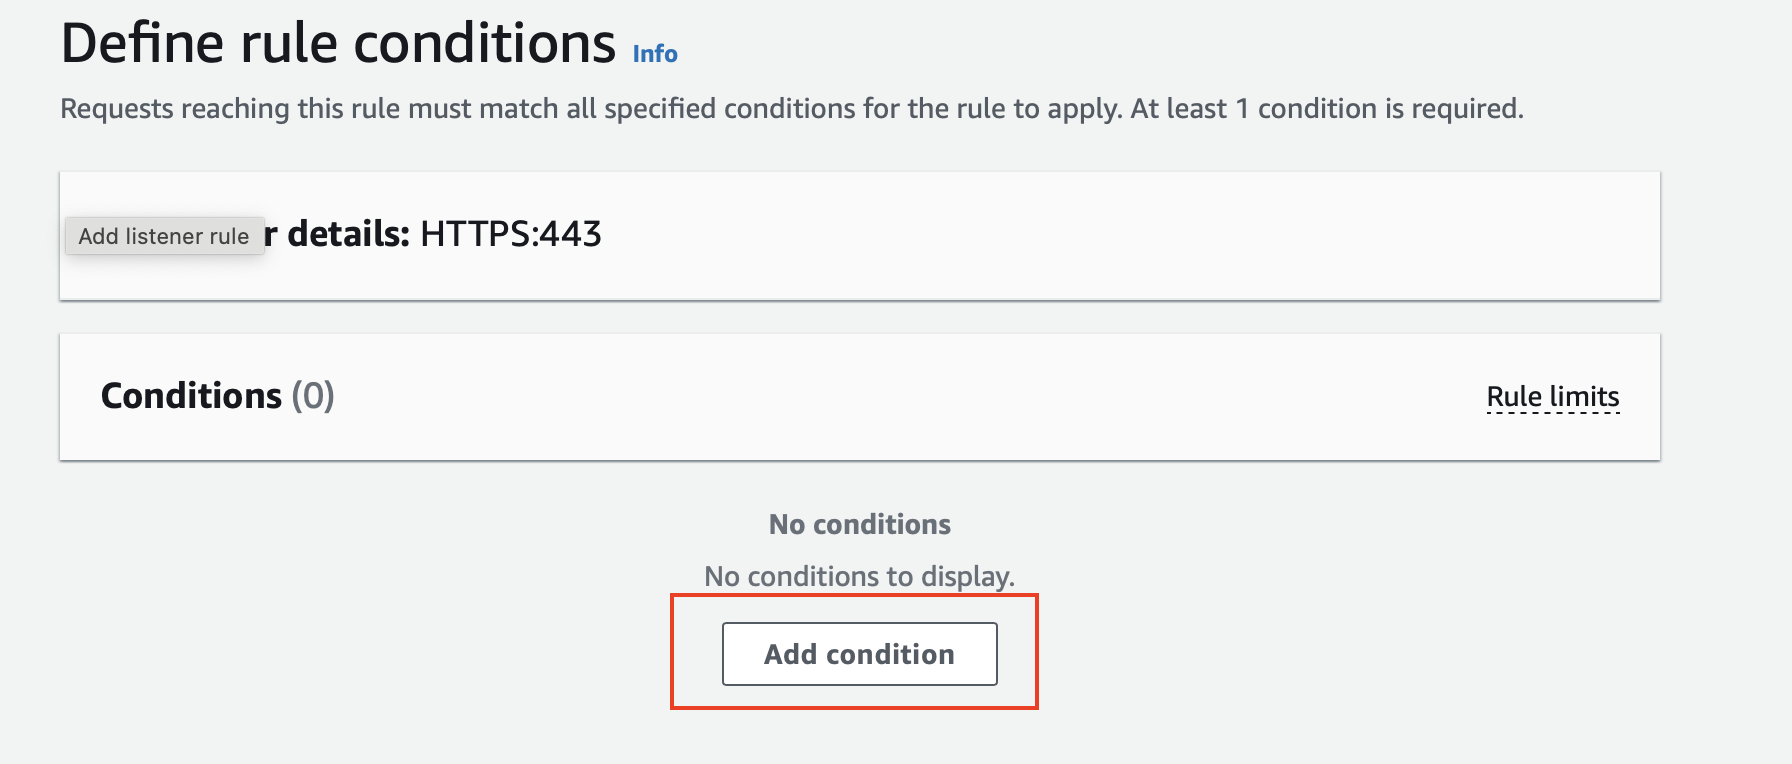 Define rule conditions Info
Requests reaching this rule must match all specified conditions for the rule to apply. At least 1 condition is required.
Add listener rule r details: HTTPS:443
Conditions (0) Rule limits
No conditions
No conditions to display.
Add condition